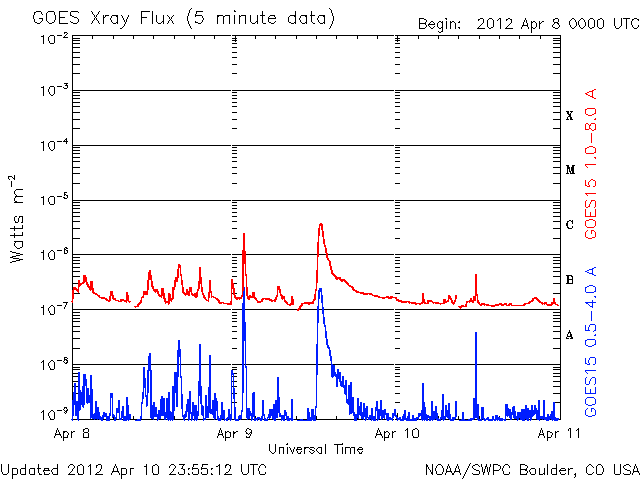 GOES Xray Flux (5 minute data)
Begin: 2012 Apr 8 0000 UTC
10-2
10-3
10-4
10-5
10-6
10-7
10-8
10-9
Watts m-2
X
M
C
B
A
GOES15 1.0-8.0 A
GOES15 0.5-4.0 A
Apr 8
Apr 9
Apr 10
Apr 11
Universal Time
Updated 2012 Apr 10 23:55:12 UTC
NOAA/SWPC Boulder, CO USA